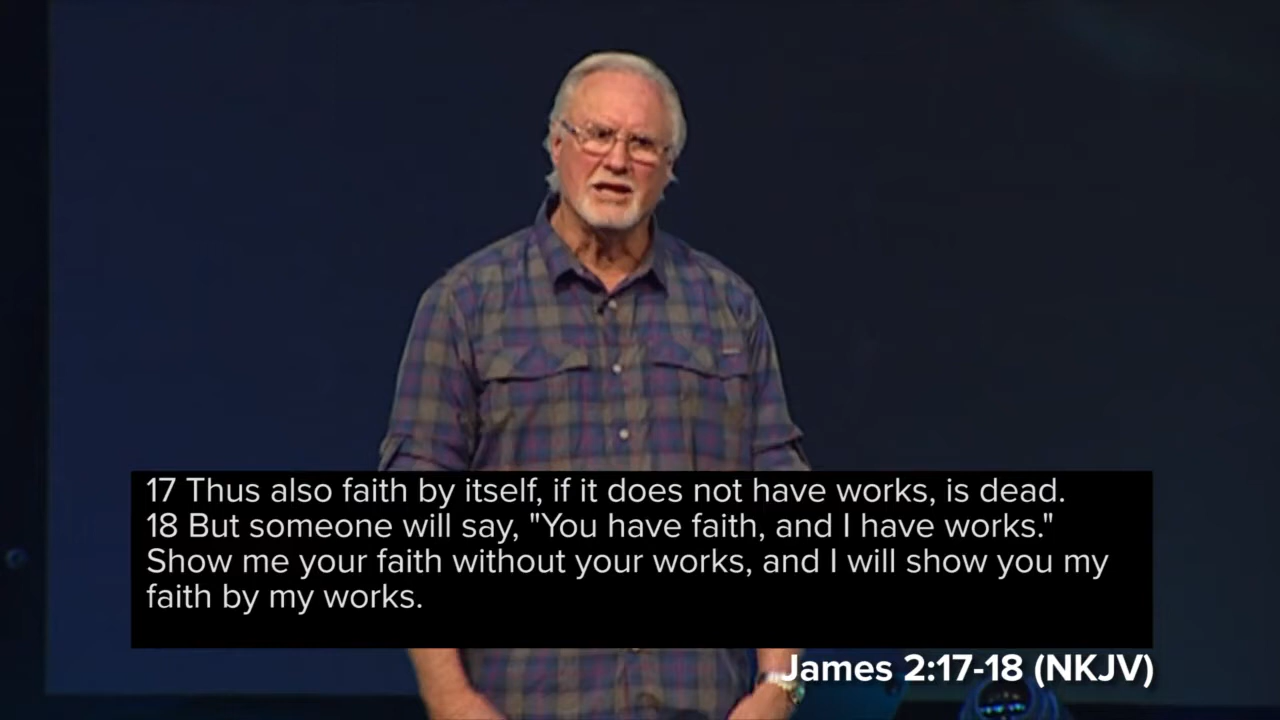 17 Thus also faith by itself, if it does not have works, is dead.
18 But someone will say, "You have faith, and I have works."
Show me your faith without your works, and I will show you my
faith by my works.
James 2:17-18 (NKJV)